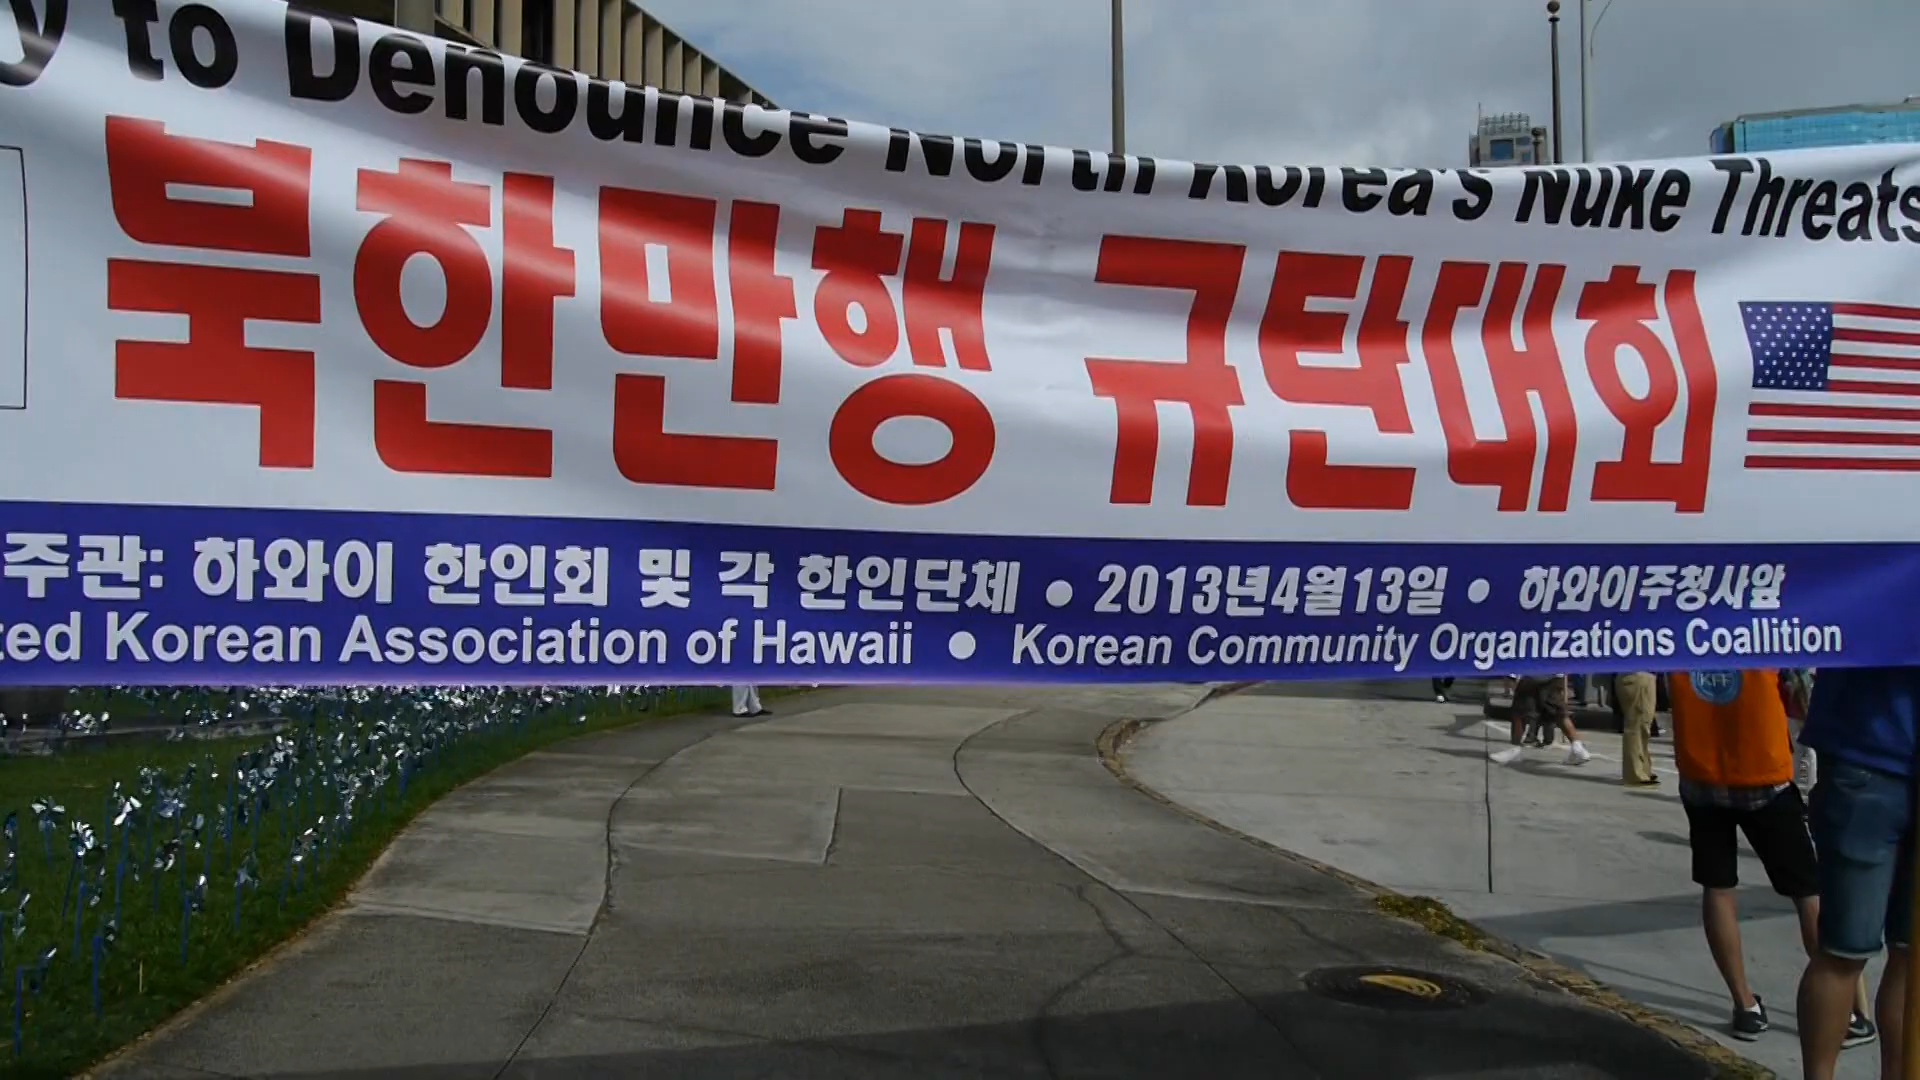 y to Denounce North Korea's Nuke Threats
북한만행 규탄대회
주관: 하와이 한인회 및 각 한인단체 • 2013년4월13일 • 하와이주청사앞
ted Korean Association of Hawaii • Korean Community Organizations Coallition
KFF